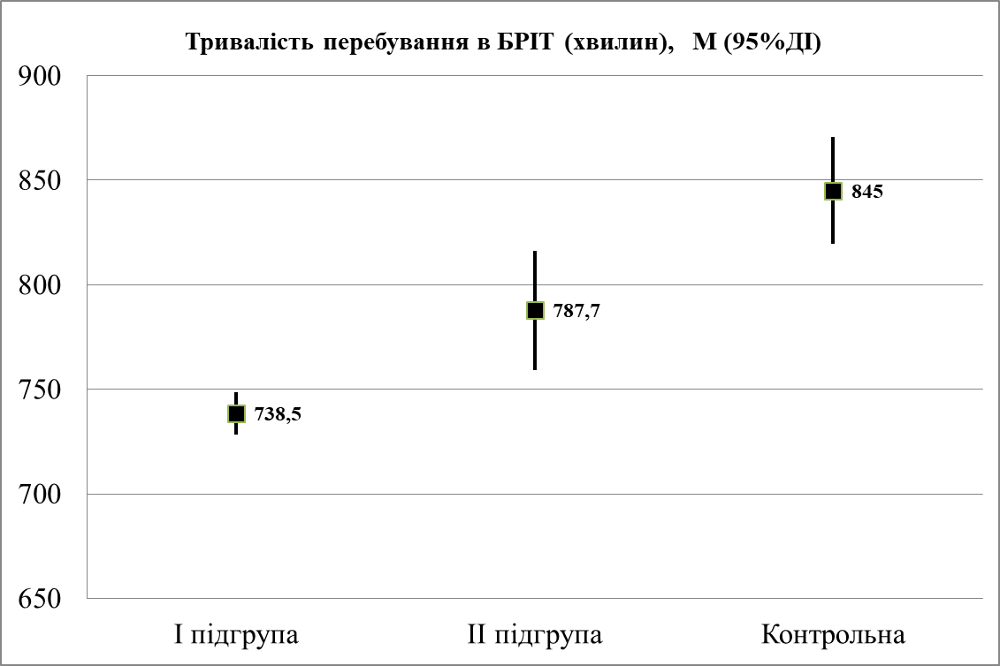 Тривалість перебування в БРІТ (хвилин), М (95%ДІ)
900
850
845
800
787,7
750
738,5
700
650
І підгрупа
ІІ підгрупа
Контрольна